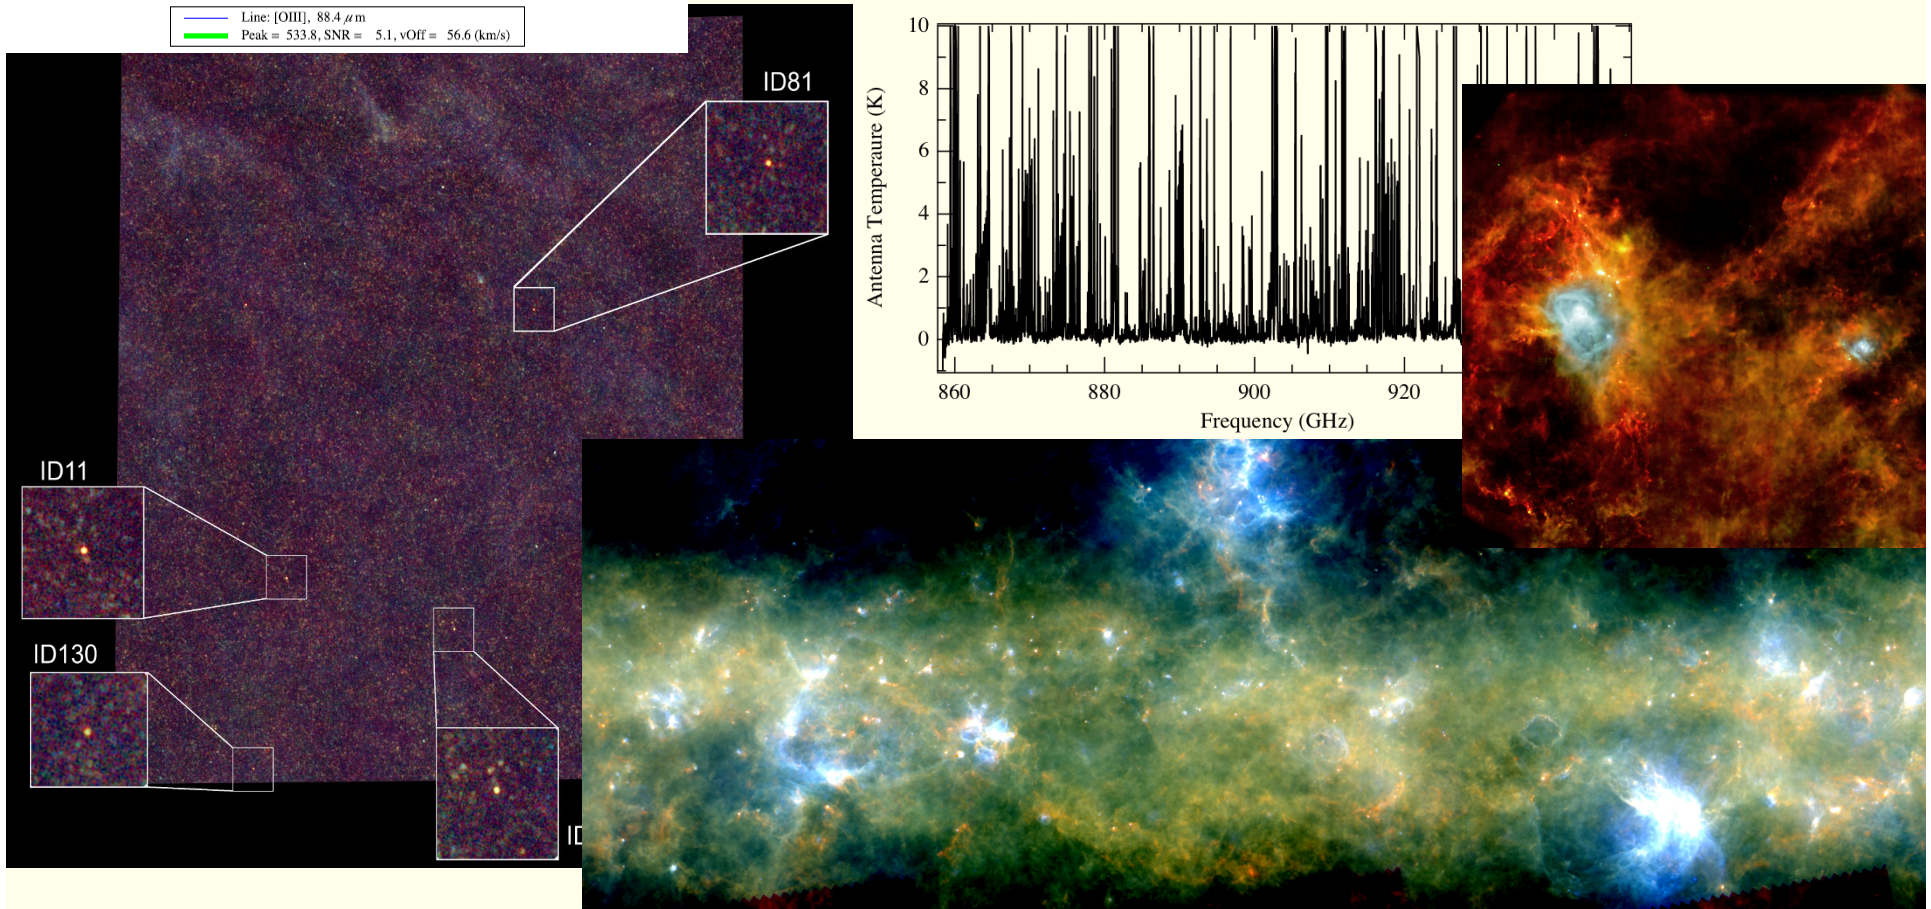 Line: [OIII], 88.4 μm
Peak = 533.8, SNR = 5.1, vOff = 56.6 (km/s)
ID81
ID11
ID130
ID
10
8
6
4
2
0
Antenna Temperaure (K)
860 880 900 920
Frequency (GHz)